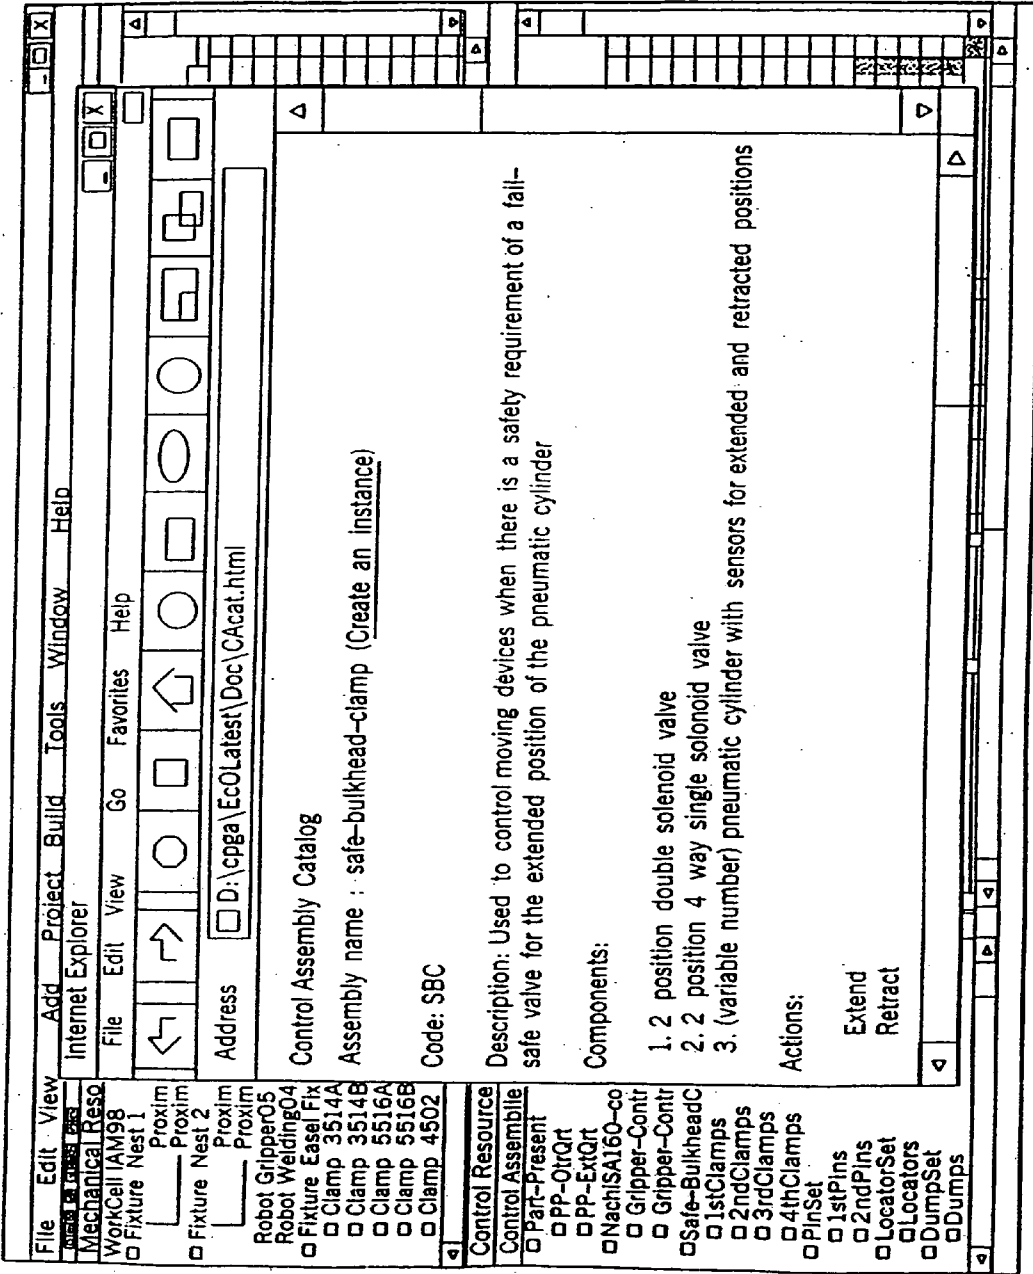 File Edit View Add Project Build Tools Window Help
Mechanical Reso
WorkCell IAM98
Fixture Nest 1
Proxim
Proxim
Fixture Nest 2
Proxim
Proxim
Robot Gripper05
Robot Welding04
Fixture Easel Fix
Clamp 3514A
Clamp 3514B
Clamp 5516A
Clamp 5516B
Clamp 4502
Control Resource
Control Assemblie
Part-Present
PP-OtrQrt
PP-ExtQrt
NachiSA160-co
Gripper-Contr
Gripper-Contr
Safe-BulkheadC
1stClamps
2ndClamps
3rdClamps
4thClamps
PinSet
1stPins
2ndPins
LocatorSet
Locators
DumpSet
Dumps
Internet Explorer
File Edit View Go Favorites Help
Address D:\cpga\EcOLatest\Doc\CAcat.html
Control Assembly Catalog
Assembly name : safe-bulkhead-clamp (Create an instance)
Code: SBC
Description: Used to control moving devices when there is a safety requirement of a fail-
safe valve for the extended position of the pneumatic cylinder
Components:
1. 2 position double solenoid valve
2. 2 position 4 way single solonoid valve
3. (variable number) pneumatic cylinder with sensors for extended and retracted positions
Actions:
Extend
Retract